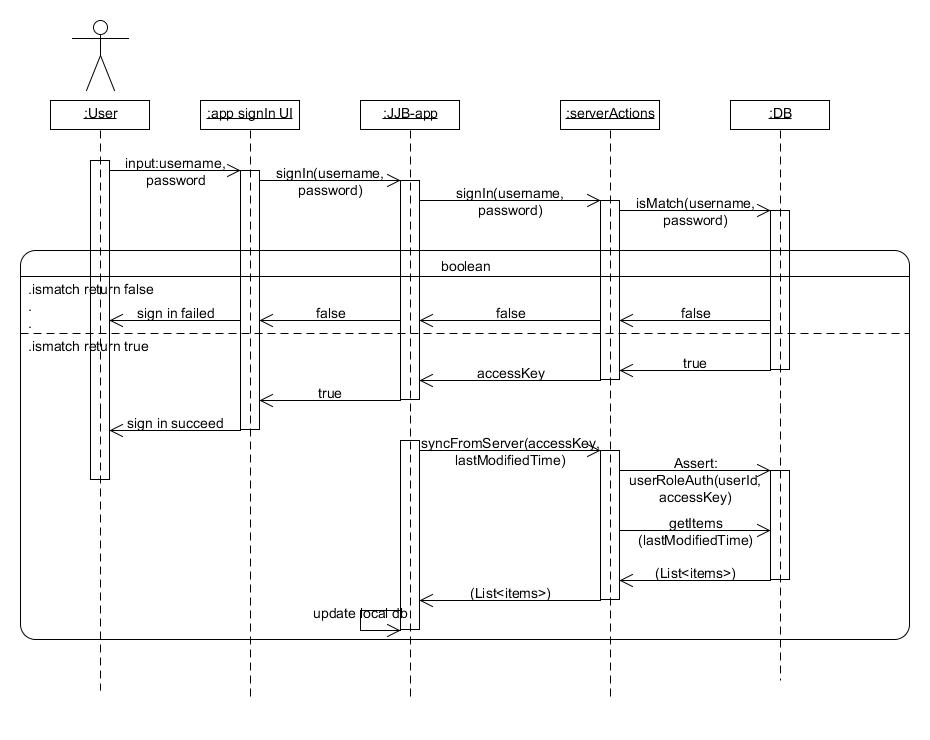 :User
:app signIn UI
:JJB-app
:serverActions
:DB
input:username,
password
signIn(username,
password)
signIn(username,
password)
isMatch(username,
password)
boolean
.ismatch return false
.
.
sign in failed
false
false
false
.ismatch return true
true
accessKey
true
sign in succeed
syncFromServer(accessKey,
lastModifiedTime)
Assert:
userRoleAuth(userId,
accessKey)
getItems
(lastModifiedTime)
(List<items>)
(List<items>)
update local db